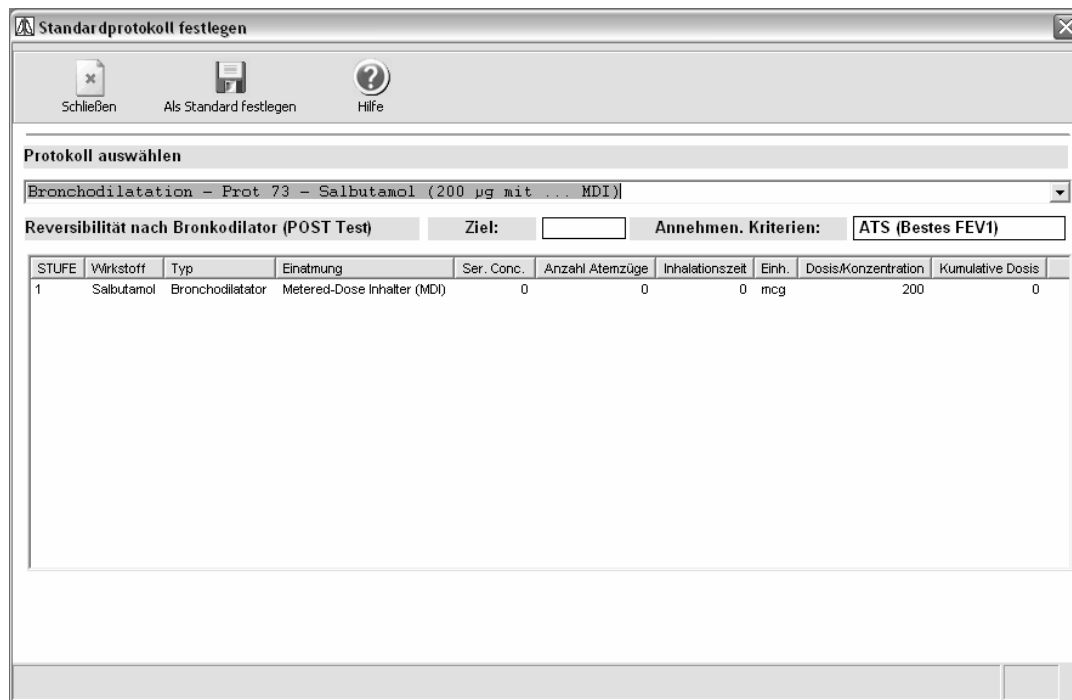 Standardprotokoll festlegen
Schließen Als Standard festlegen Hilfe
Protokoll auswählen
Bronchodilatation - Prot 73 - Salbutamol (200 µg mit ... MDI)
Reversibilität nach Bronkodilator (POST Test) Ziel: Annehmen. Kriterien: ATS (Bestes FEV1)
STUFE Wirkstoff Typ Einatmung Ser. Conc. Anzahl Atemzüge Inhalationszeit Einh. Dosis/Konzentration Kumulative Dosis
1 Salbutamol Bronchodilatator Metered-Dose Inhalter (MDI) 0 0 0 mcg 200 0